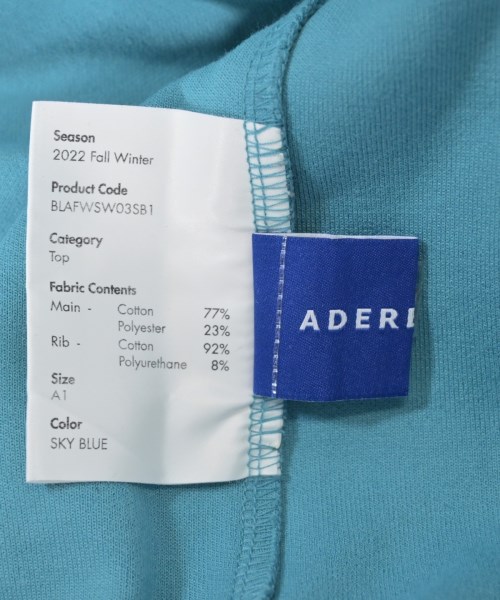 Season
2022 Fall Winter
Product Code
BLAFWSW03SB1
Category
Top
Fabric Contents
Main - Cotton 77%
Polyester 23%
Rib - Cotton 92%
Polyurethane 8%
Size
A1
Color
SKY BLUE